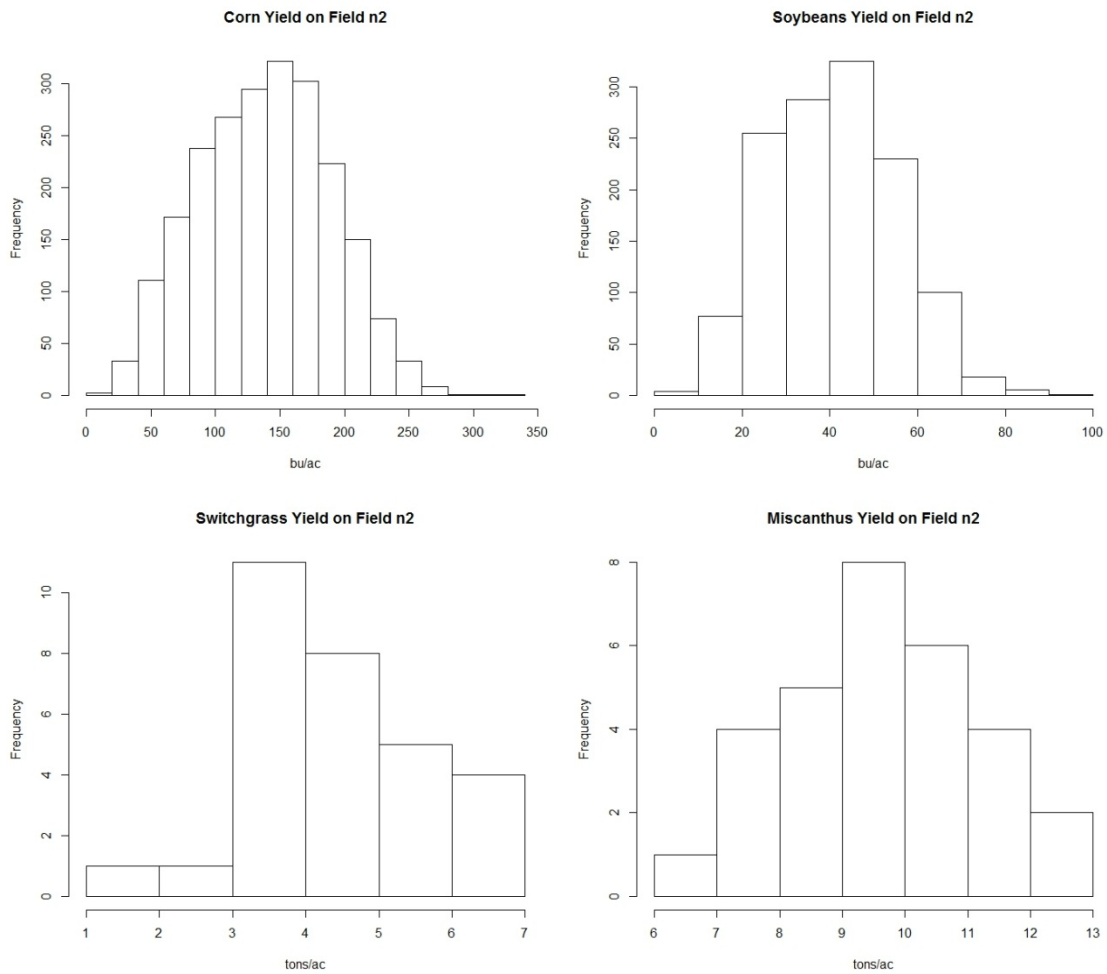 Corn Yield on Field n2
Frequency
300
250
200
150
100
50
0
0 50 100 150 200 250 300 350
bu/ac
Soybeans Yield on Field n2
Frequency
300
250
200
150
100
50
0
0 20 40 60 80 100
bu/ac
Switchgrass Yield on Field n2
Frequency
10
8
6
4
2
0
1 2 3 4 5 6 7
tons/ac
Miscanthus Yield on Field n2
Frequency
8
6
4
2
0
6 7 8 9 10 11 12 13
tons/ac